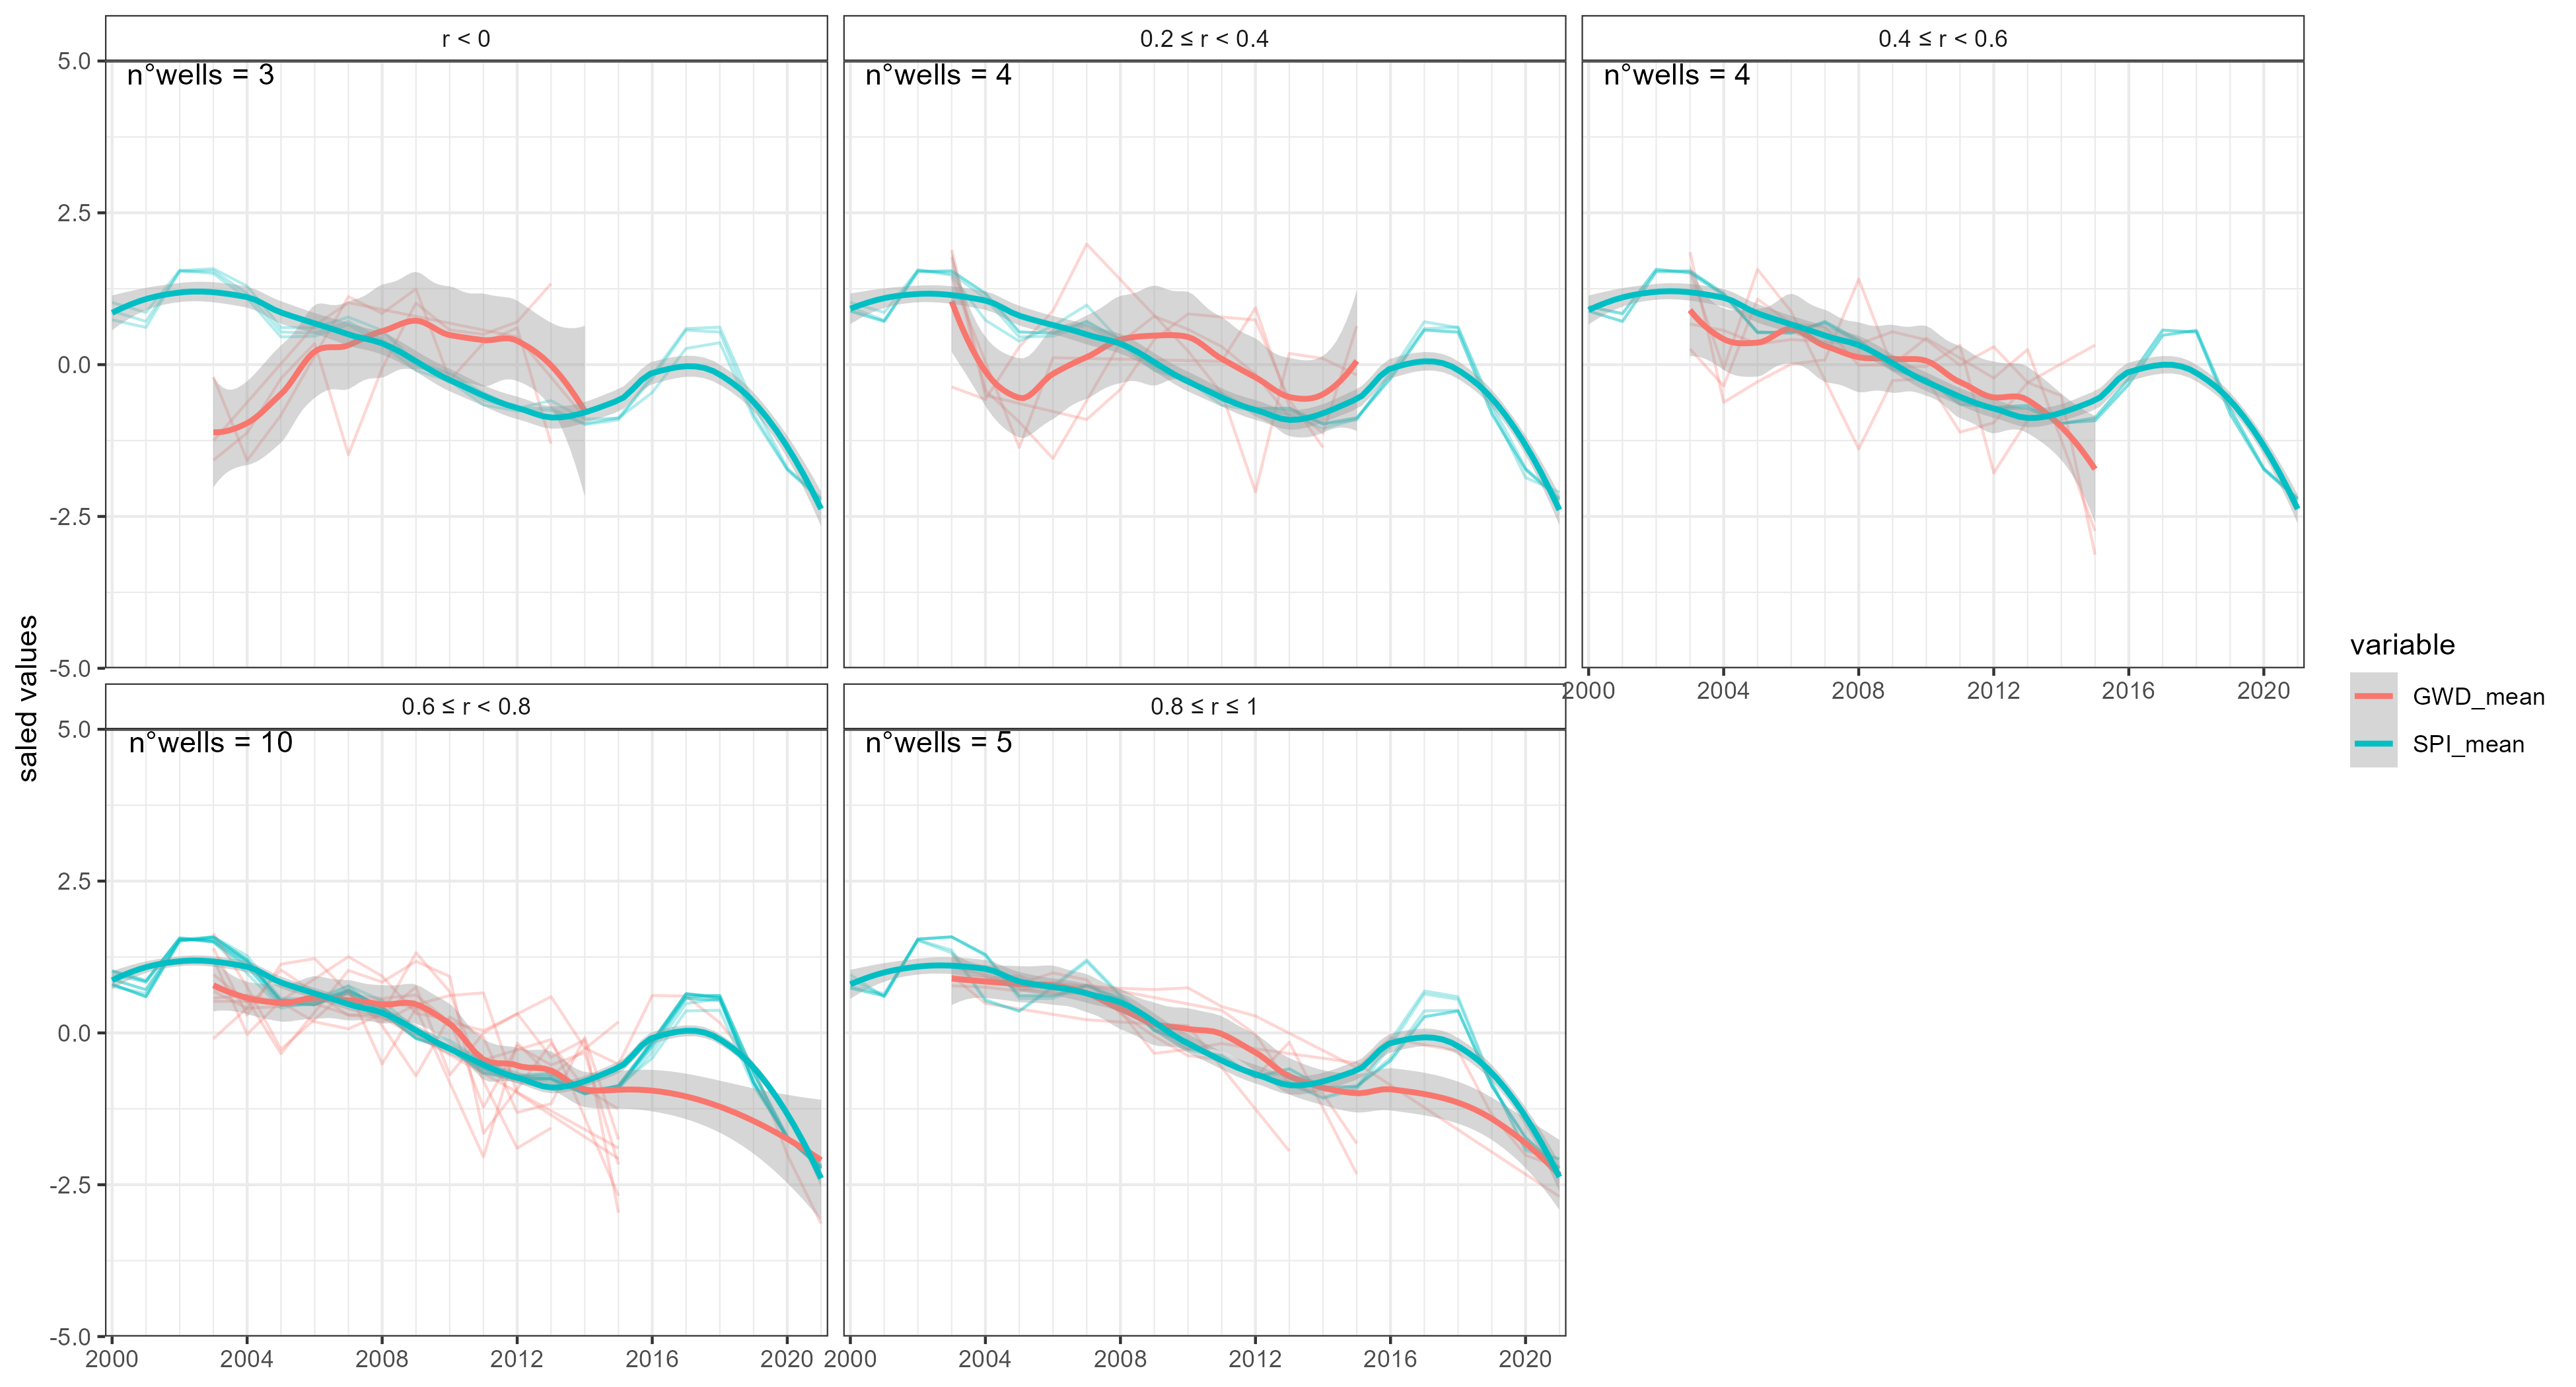 r < 0
0.2 ≤ r < 0.4
0.4 ≤ r < 0.6
5.0
n°wells = 3
n°wells = 4
n°wells = 4
2.5
0.0
-2.5
-5.0
2000 2004 2008 2012 2016 2020
0.6 ≤ r < 0.8
0.8 ≤ r ≤ 1
5.0
n°wells = 10
n°wells = 5
2.5
0.0
-2.5
-5.0
2000 2004 2008 2012 2016 2020
2000 2004 2008 2012 2016 2020
saled values
variable
GWD_mean
SPI_mean